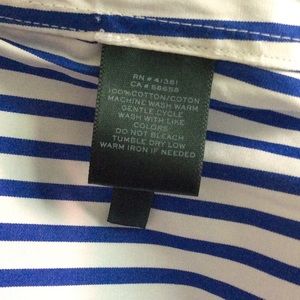 RN # 41381
CA # 56658
100%COTTON/COTON
MACHINE WASH WARM
GENTLE CYCLE
WASH WITH LIKE
COLORS
DO NOT BLEACH
TUMBLE DRY LOW
WARM IRON IF NEEDED